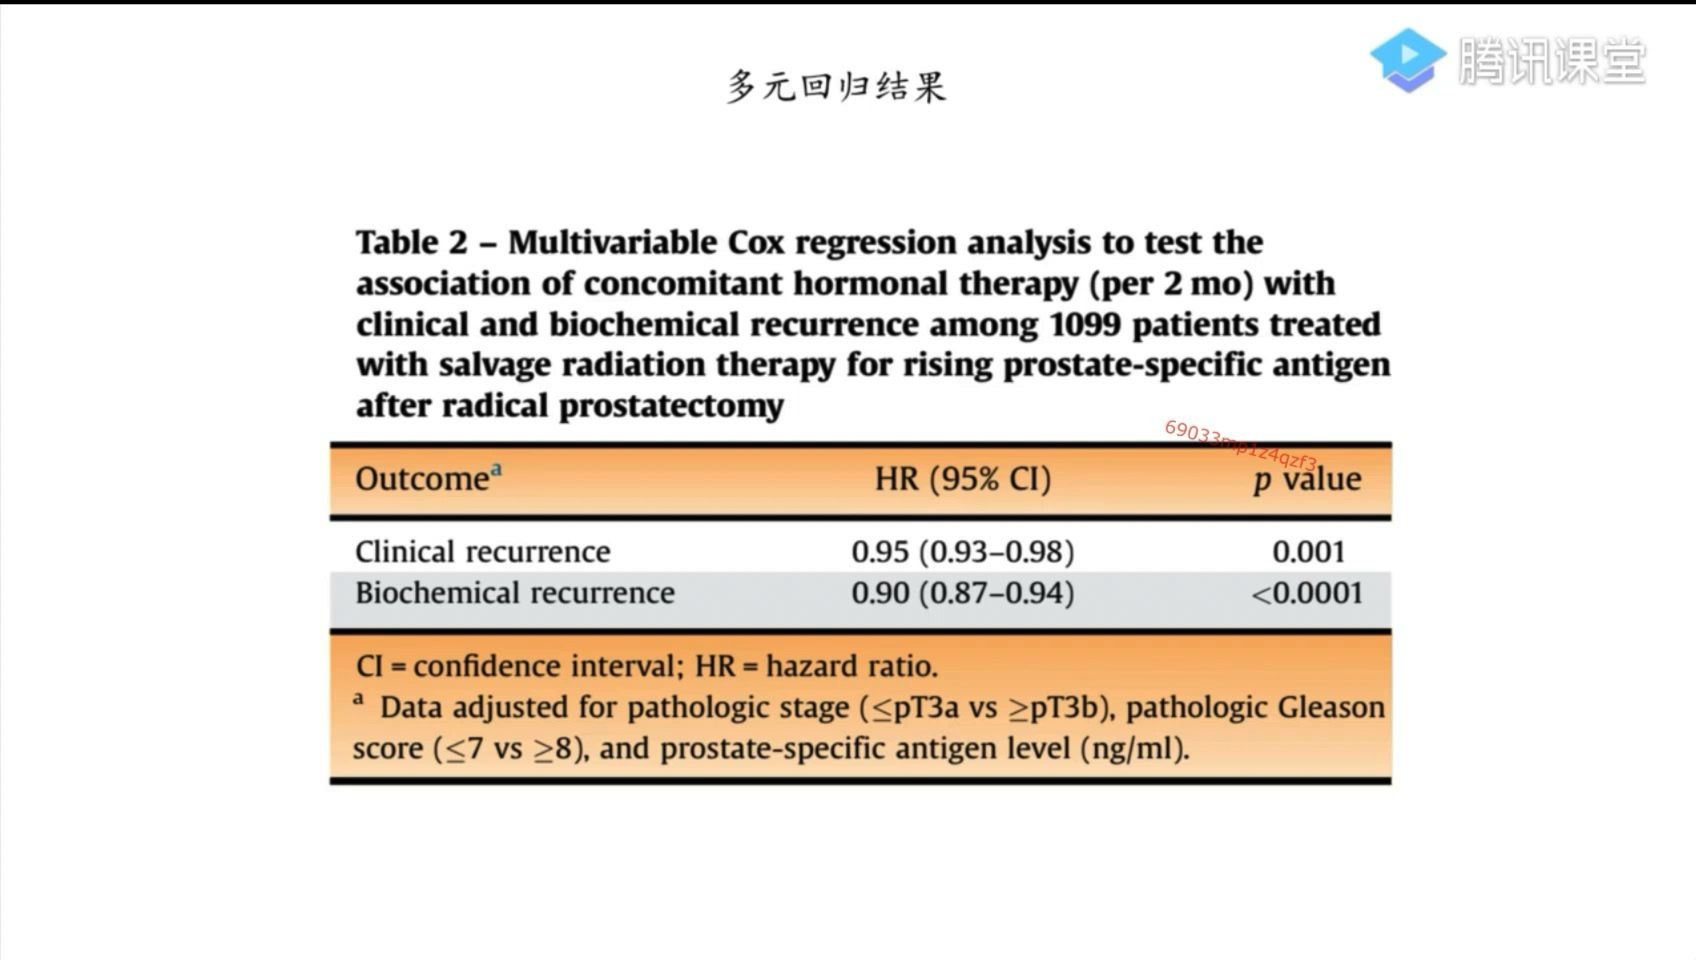 腾讯课堂
多元回归结果
Table 2 – Multivariable Cox regression analysis to test the
association of concomitant hormonal therapy (per 2 mo) with
clinical and biochemical recurrence among 1099 patients treated
with salvage radiation therapy for rising prostate-specific antigen
after radical prostatectomy
69033mp1z4qzf3
Outcomeᵃ HR (95% CI) p value
Clinical recurrence 0.95 (0.93–0.98) 0.001
Biochemical recurrence 0.90 (0.87–0.94) <0.0001
CI = confidence interval; HR = hazard ratio.
ᵃ Data adjusted for pathologic stage (≤pT3a vs ≥pT3b), pathologic Gleason
score (≤7 vs ≥8), and prostate-specific antigen level (ng/ml).